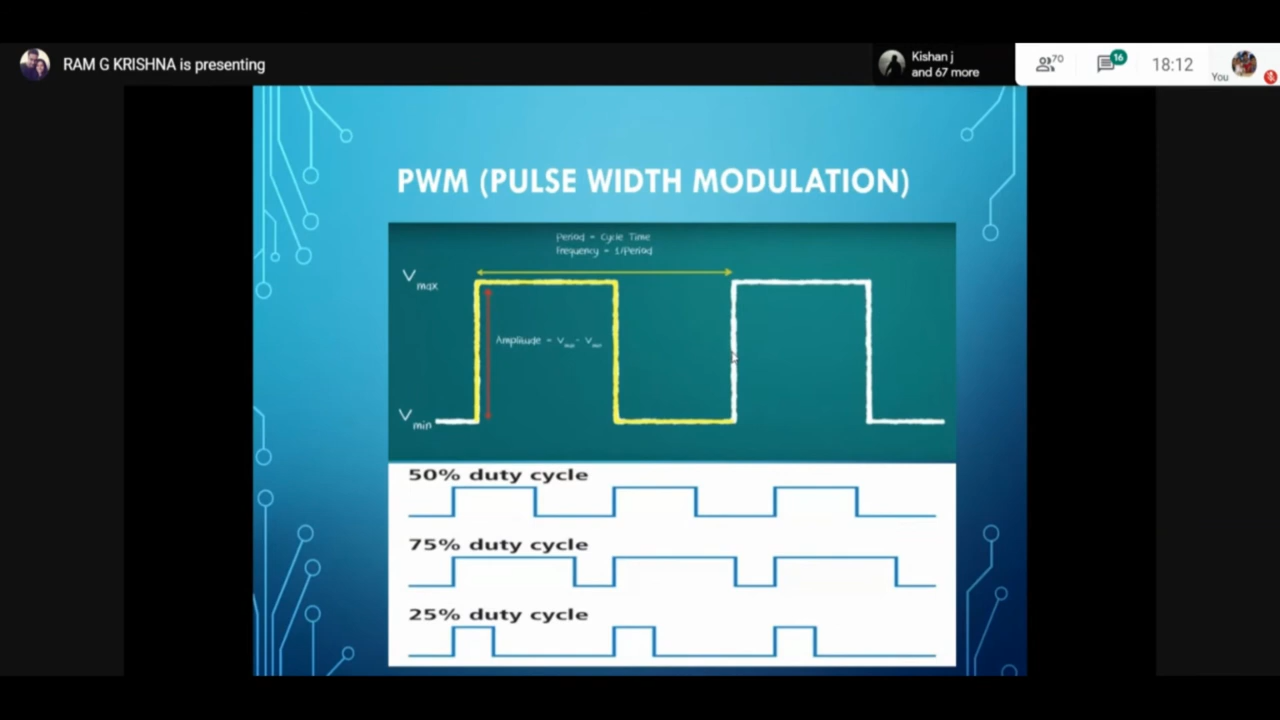 RAM G KRISHNA is presenting
Kishan j
and 67 more
70
16
18:12
You
PWM (PULSE WIDTH MODULATION)
Period = Cycle Time
Frequency = 1/Period
V max
Amplitude = V - V
V min
50% duty cycle
75% duty cycle
25% duty cycle